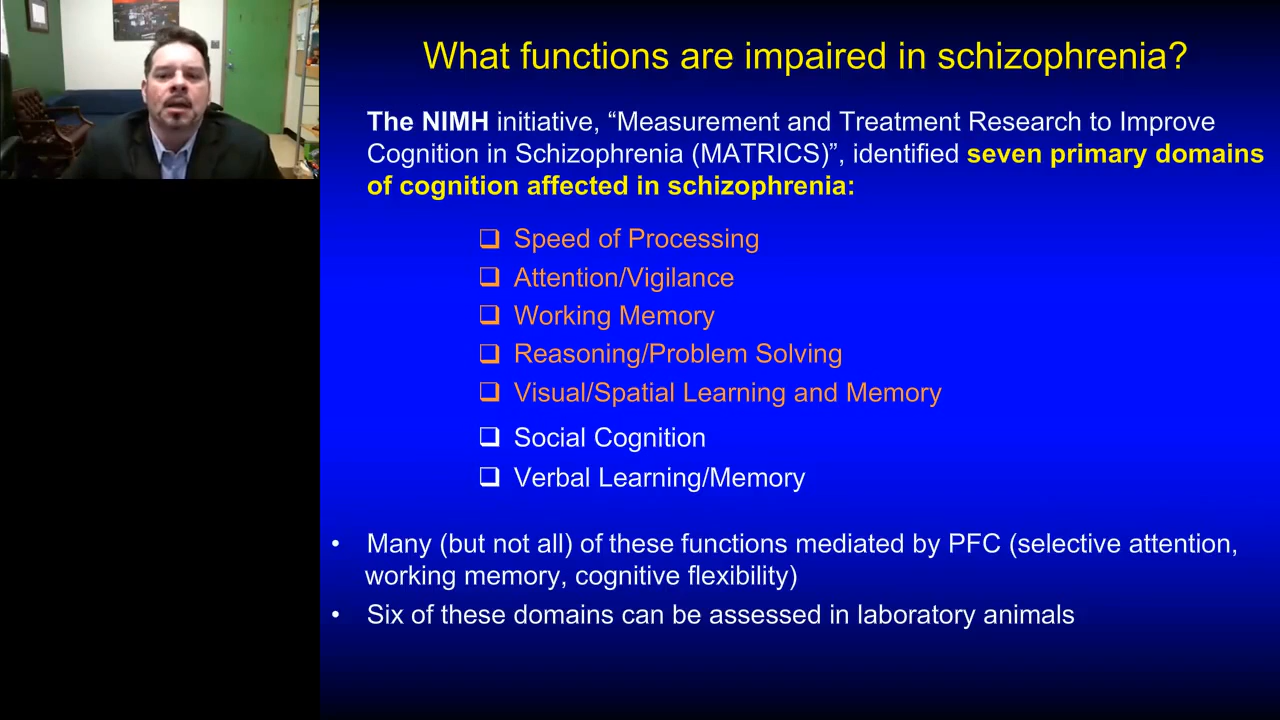 What functions are impaired in schizophrenia?
The NIMH initiative, “Measurement and Treatment Research to Improve
Cognition in Schizophrenia (MATRICS)”, identified seven primary domains
of cognition affected in schizophrenia:
❑ Speed of Processing
❑ Attention/Vigilance
❑ Working Memory
❑ Reasoning/Problem Solving
❑ Visual/Spatial Learning and Memory
❑ Social Cognition
❑ Verbal Learning/Memory
• Many (but not all) of these functions mediated by PFC (selective attention,
working memory, cognitive flexibility)
• Six of these domains can be assessed in laboratory animals